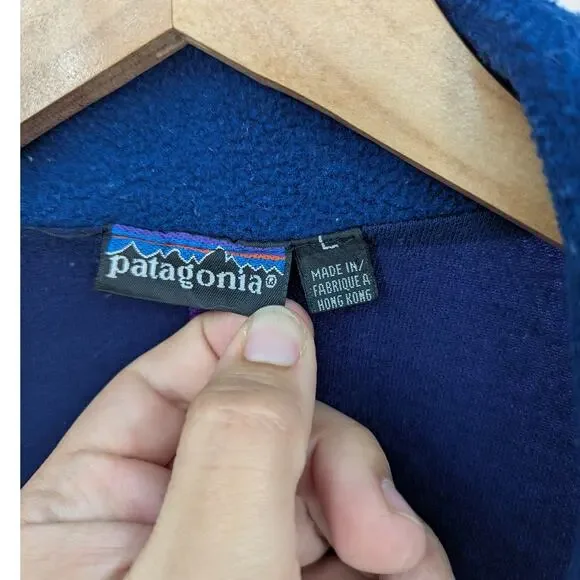 patagonia®
L
MADE IN/
FABRIQUE A
HONG KONG